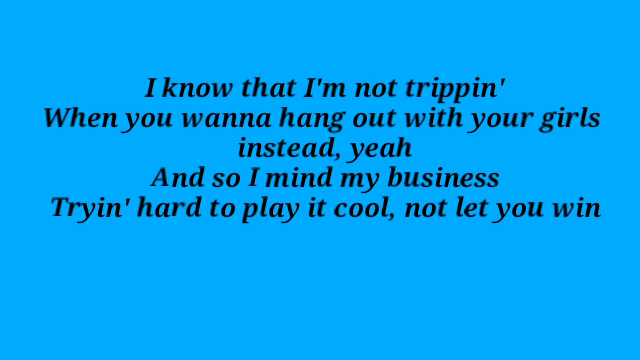 I know that I'm not trippin'
When you wanna hang out with your girls
instead, yeah
And so I mind my business
Tryin' hard to play it cool, not let you win